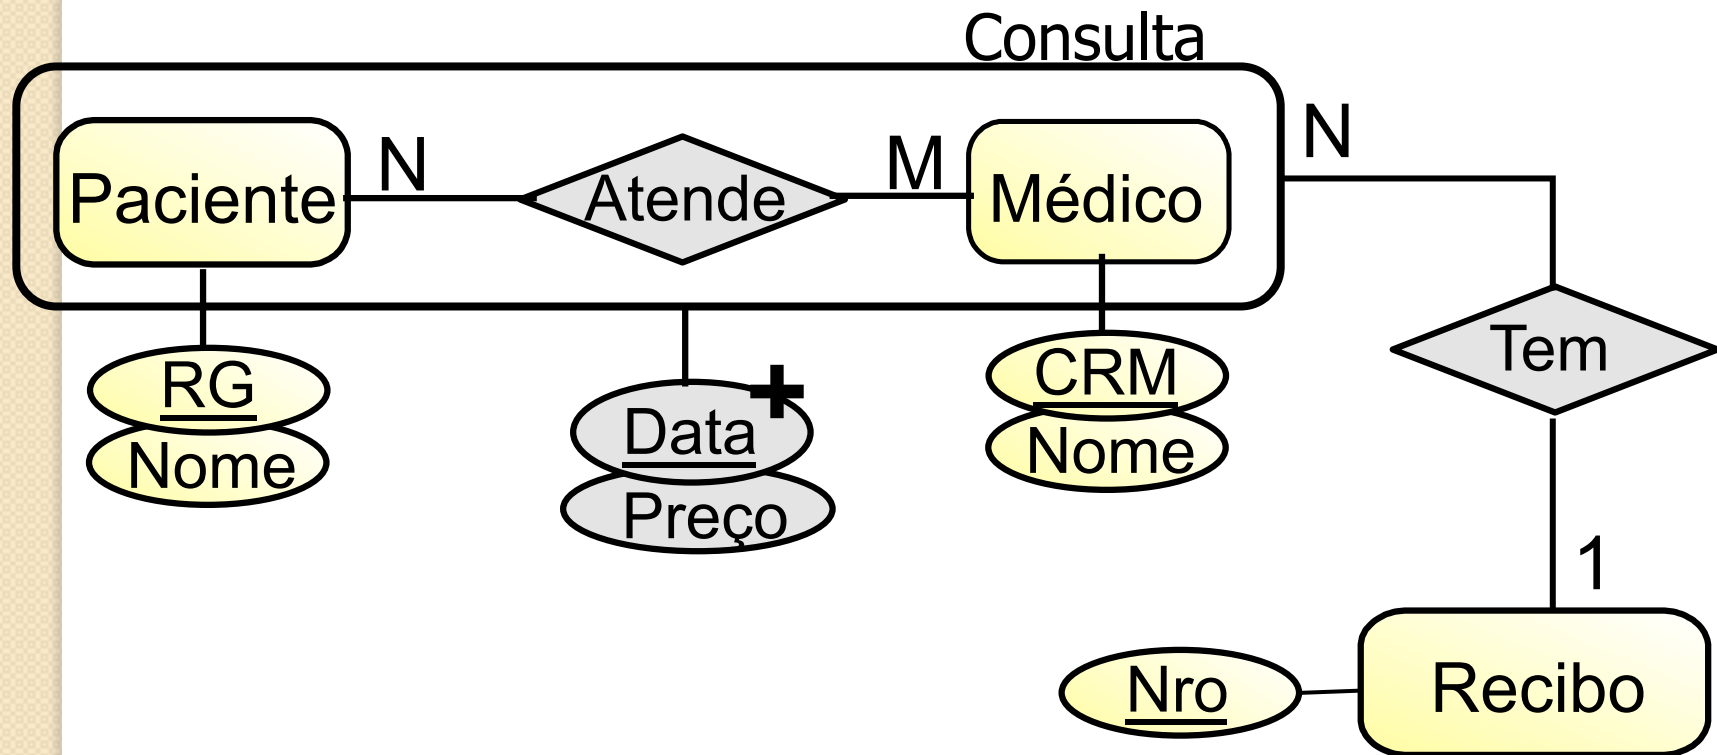 Consulta
Paciente N Atende M Médico N
RG
Nome
Data +
Preço
CRM
Nome
Tem
1
Nro Recibo